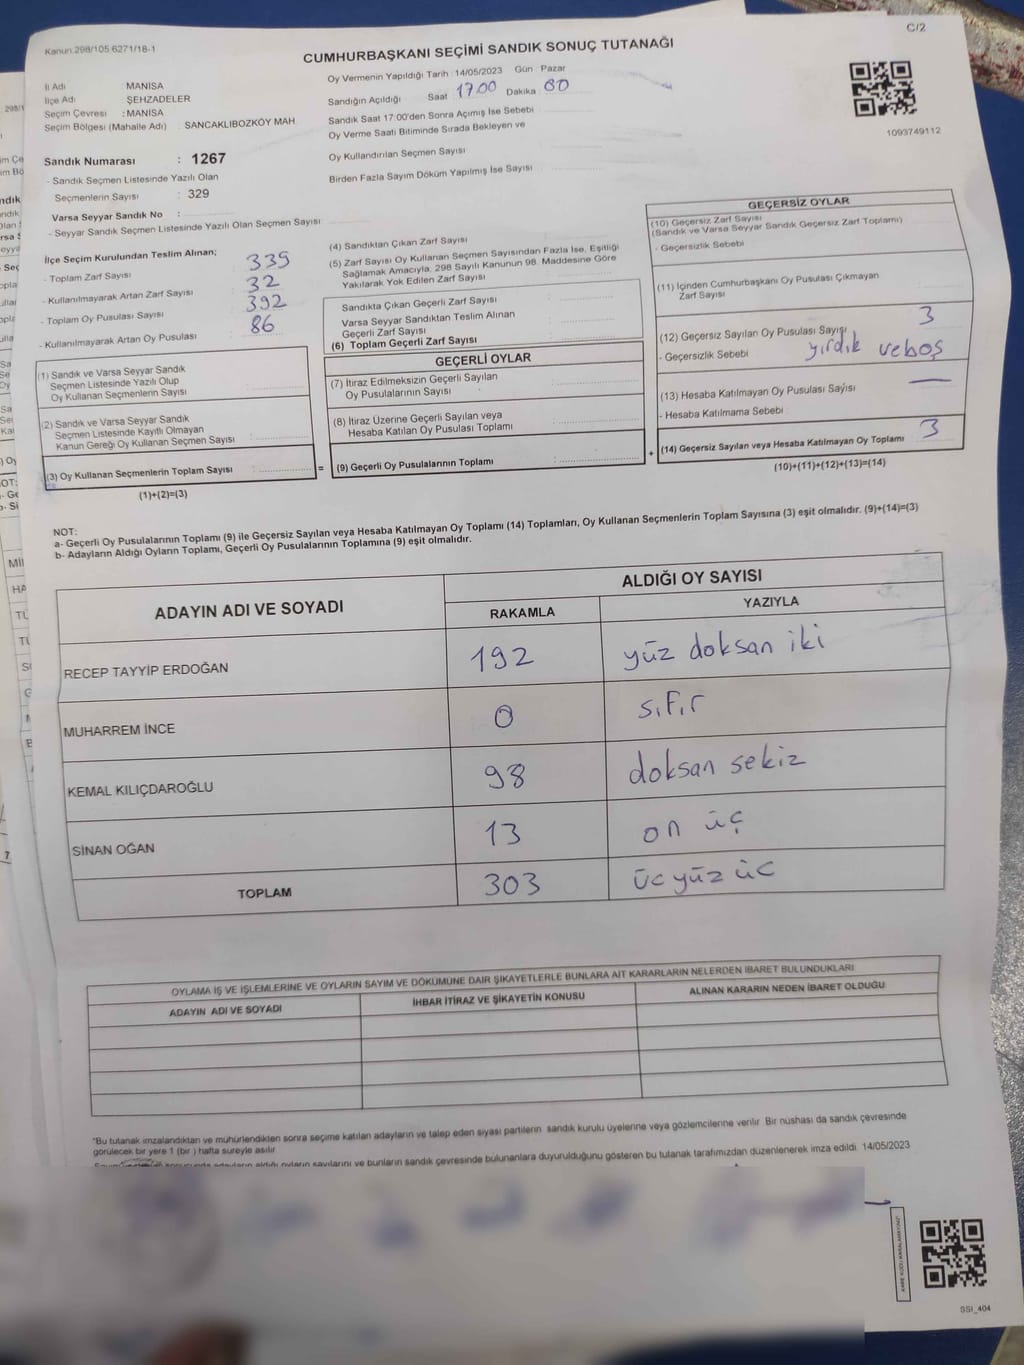 C/2
Kanun 298/105 6271/18-1
CUMHURBAŞKANI SEÇİMİ SANDIK SONUÇ TUTANAĞI
İl Adı : MANİSA
İlçe Adı : ŞEHZADELER
Seçim Çevresi : MANİSA
Seçim Bölgesi (Mahalle Adı) SANCAKLIBOZKÖY MAH
Sandık Numarası : 1267
- Sandık Seçmen Listesinde Yazılı Olan
Seçmenlerin Sayısı : 329
Varsa Seyyar Sandık No :
- Seyyar Sandık Seçmen Listesinde Yazılı Olan Seçmen Sayısı
Oy Vermenin Yapıldığı Tarih : 14/05/2023 Gün Pazar
Sandığın Açıldığı Saat 17.00 Dakika 00
Sandık Saat 17:00'den Sonra Açımış İse Sebebi
Oy Verme Saati Bitiminde Sırada Bekleyen ve
Oy Kullandırılan Seçmen Sayısı
Birden Fazla Sayım Döküm Yapılmış İse Sayısı
1093749112
İlçe Seçim Kurulundan Teslim Alınan;
- Toplam Zarf Sayısı : 335
- Kullanılmayarak Artan Zarf Sayısı : 32
- Toplam Oy Pusulası Sayısı : 392
- Kullanılmayarak Artan Oy Pusulası : 86
(1) Sandık ve Varsa Seyyar Sandık
Seçmen Listesinde Yazılı Olup
Oy Kullanan Seçmenlerin Sayısı
(2) Sandık ve Varsa Seyyar Sandık
Seçmen Listesinde Kayıtlı Olmayan
Kanun Gereği Oy Kullanan Seçmen Sayısı
(3) Oy Kullanan Seçmenlerin Toplam Sayısı :
(1)+(2)=(3)
(4) Sandıktan Çıkan Zarf Sayısı
(5) Zarf Sayısı Oy Kullanan Seçmen Sayısından Fazla İse, Eşitliği
Sağlamak Amacıyla, 298 Sayılı Kanunun 98. Maddesine Göre
Yakılarak Yok Edilen Zarf Sayısı
Sandıkta Çıkan Geçerli Zarf Sayısı
Varsa Seyyar Sandıktan Teslim Alınan
Geçerli Zarf Sayısı
(6) Toplam Geçerli Zarf Sayısı
GEÇERLİ OYLAR
(7) İtiraz Edilmeksizin Geçerli Sayılan
Oy Pusulalarının Sayısı
(8) İtiraz Üzerine Geçerli Sayılan veya
Hesaba Katılan Oy Pusulası Toplamı
= (9) Geçerli Oy Pusulalarının Toplamı :
GEÇERSİZ OYLAR
(10) Geçersiz Zarf Sayısı
(Sandık ve Varsa Seyyar Sandık Geçersiz Zarf Toplamı)
- Geçersizlik Sebebi
(11) İçinden Cumhurbaşkanı Oy Pusulası Çıkmayan
Zarf Sayısı
(12) Geçersiz Sayılan Oy Pusulası Sayışı 3
- Geçersizlik Sebebi yırdık veboş
(13) Hesaba Katılmayan Oy Pusulası Sayısı —
- Hesaba Katılmama Sebebi
+ (14) Geçersiz Sayılan veya Hesaba Katılmayan Oy Toplamı 3
(10)+(11)+(12)+(13)=(14)
NOT:
a- Geçerli Oy Pusulalarının Toplamı (9) ile Geçersiz Sayılan veya Hesaba Katılmayan Oy Toplamı (14) Toplamları, Oy Kullanan Seçmenlerin Toplam Sayısına (3) eşit olmalıdır. (9)+(14)=(3)
b- Adayların Aldığı Oyların Toplamı, Geçerli Oy Pusulalarının Toplamına (9) eşit olmalıdır.
ADAYIN ADI VE SOYADI
ALDIĞI OY SAYISI
RAKAMLA YAZIYLA
RECEP TAYYİP ERDOĞAN 192 yüz doksan iki
MUHARREM İNCE 0 sıfır
KEMAL KILIÇDAROĞLU 98 doksan sekiz
SİNAN OĞAN 13 on üç
TOPLAM 303 üc yüz üc
OYLAMA İŞ VE İŞLEMLERİNE VE OYLARIN SAYIM VE DÖKÜMÜNE DAİR ŞİKAYETLERLE BUNLARA AİT KARARLARIN NELERDEN İBARET BULUNDUKLARI
ADAYIN ADI VE SOYADI İHBAR İTİRAZ VE ŞİKAYETİN KONUSU ALINAN KARARIN NEDEN İBARET OLDUĞU
"Bu tutanak imzalandıktan ve mühürlendikten sonra seçime katılan adayların ve talep eden siyasi partilerin sandık kurulu üyelerine veya gözlemcilerine verilir. Bir nüshası da sandık çevresinde
görülecek bir yere 1 (bir) hafta süreyle asılır
adayların aldığı oyların sayılarını ve bunların sandık çevresinde bulunanlara duyurulduğunu gösteren bu tutanak tarafımızdan düzenlenerek imza edildi. 14/05/2023
SSI_404